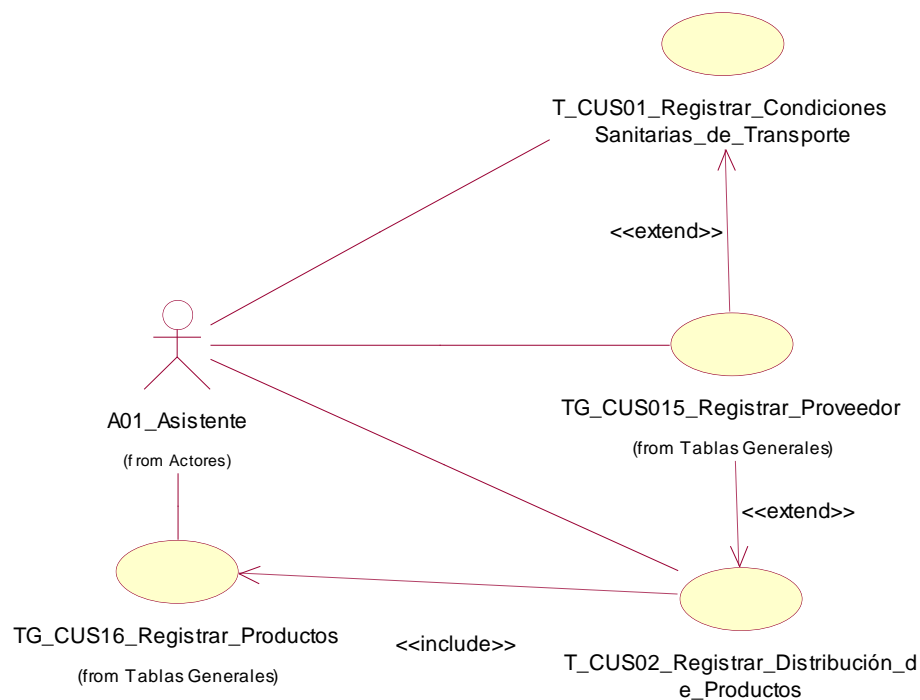 T_CUS01_Registrar_Condiciones
Sanitarias_de_Transporte
<<extend>>
A01_Asistente
(from Actores)
TG_CUS015_Registrar_Proveedor
(from Tablas Generales)
<<extend>>
TG_CUS16_Registrar_Productos
(from Tablas Generales)
<<include>>
T_CUS02_Registrar_Distribución_d
e_Productos